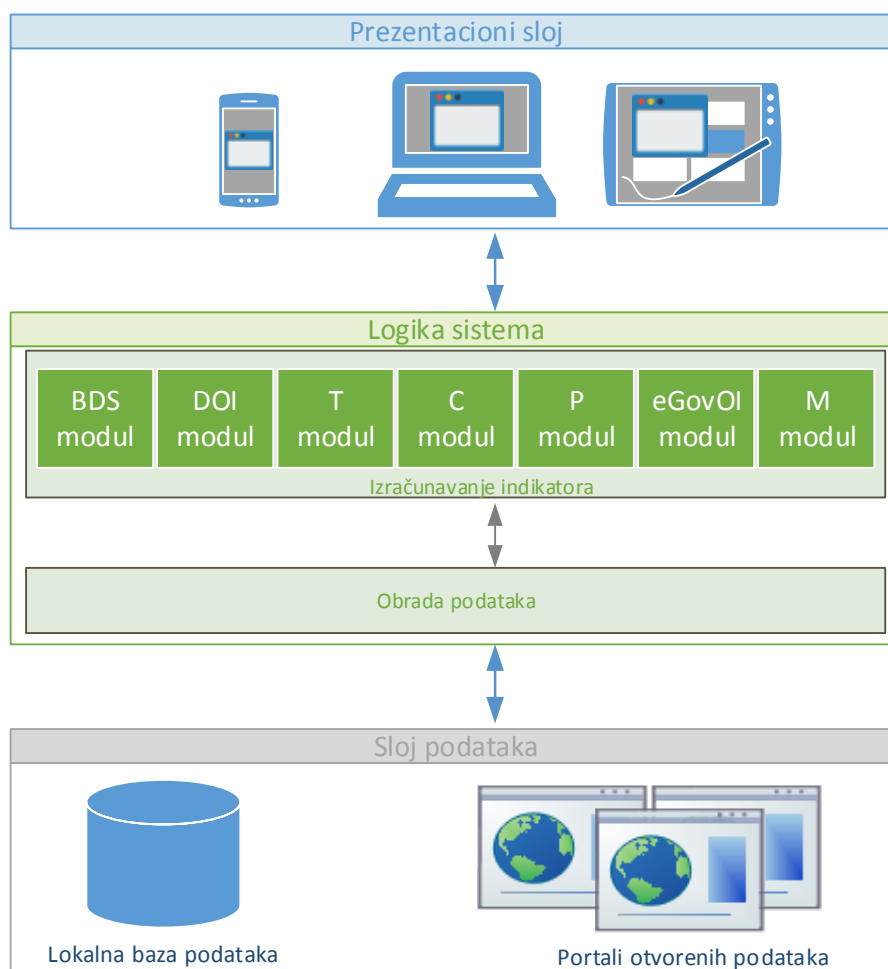 Prezentacioni sloj
Logika sistema
BDS modul
DOI modul
T modul
C modul
P modul
eGovOI modul
M modul
Izračunavanje indikatora
Obrada podataka
Sloj podataka
Lokalna baza podataka
Portali otvorenih podataka